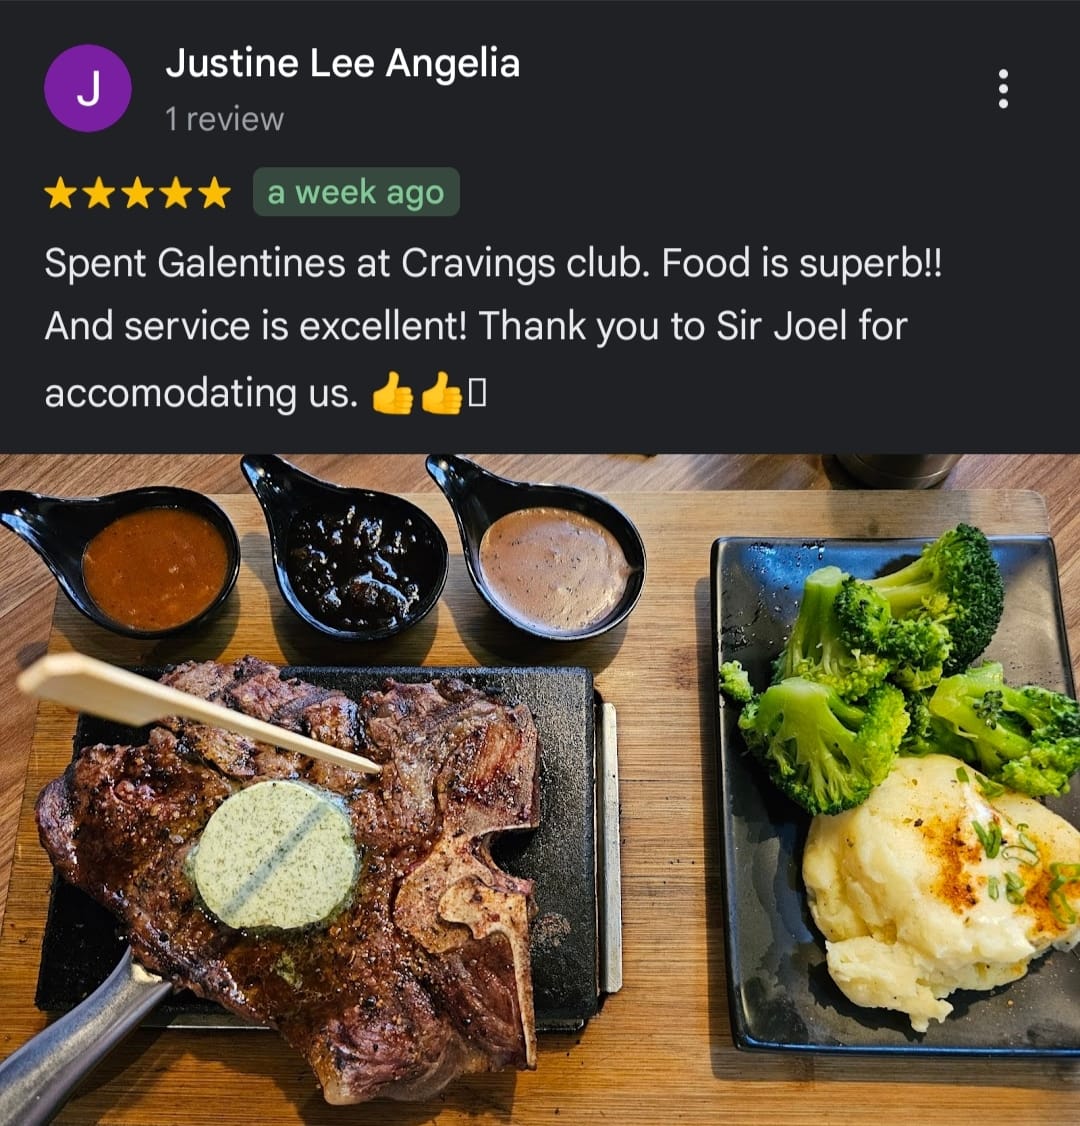 J
Justine Lee Angelia
1 review
a week ago
Spent Galentines at Cravings club. Food is superb!!
And service is excellent! Thank you to Sir Joel for
accomodating us. 👍👍▯